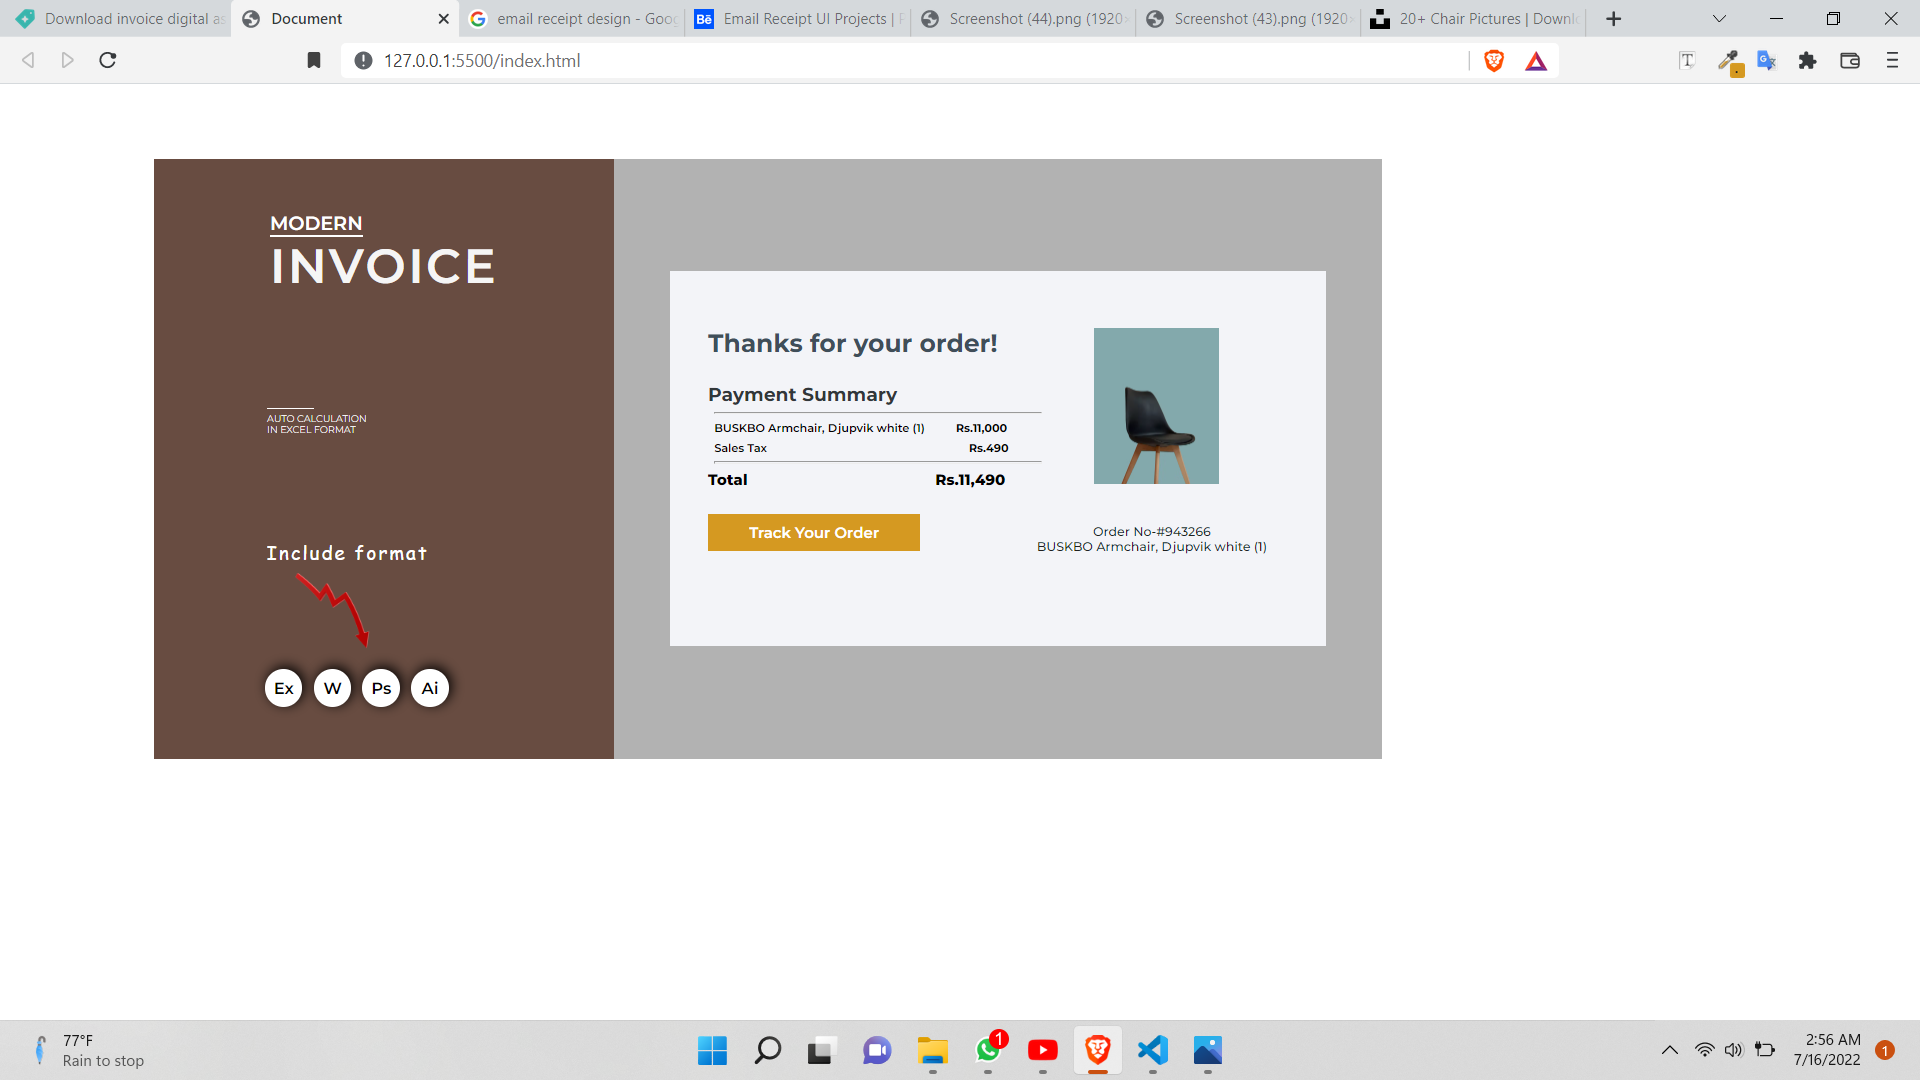 Download invoice digital as
Document
email receipt design - Goog
Bē
Email Receipt UI Projects |
Screenshot (44).png (1920×
Screenshot (43).png (1920×
20+ Chair Pictures | Downl
127.0.0.1:5500/index.html
MODERN
INVOICE
AUTO CALCULATION
IN EXCEL FORMAT
Include format
Ex W Ps Ai
Thanks for your order!
Payment Summary
BUSKBO Armchair, Djupvik white (1) Rs.11,000
Sales Tax Rs.490
Total Rs.11,490
Track Your Order
Order No-#943266
BUSKBO Armchair, Djupvik white (1)
77°F
Rain to stop
1
2:56 AM
7/16/2022
1